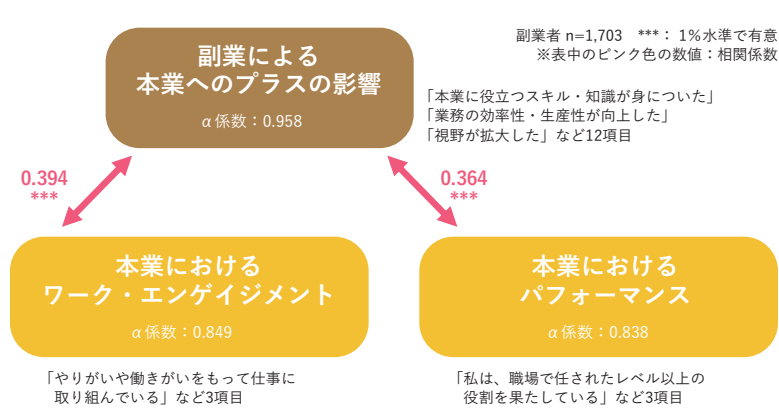 副業者 n=1,703 ***： 1％水準で有意
※表中のピンク色の数値：相関係数
副業による
本業へのプラスの影響
α係数：0.958
「本業に役立つスキル・知識が身についた」
「業務の効率性・生産性が向上した」
「視野が拡大した」など12項目
0.394
***
0.364
***
本業における
ワーク・エンゲイジメント
α係数：0.849
本業における
パフォーマンス
α係数：0.838
「やりがいや働きがいをもって仕事に
取り組んでいる」など3項目
「私は、職場で任されたレベル以上の
役割を果たしている」など3項目